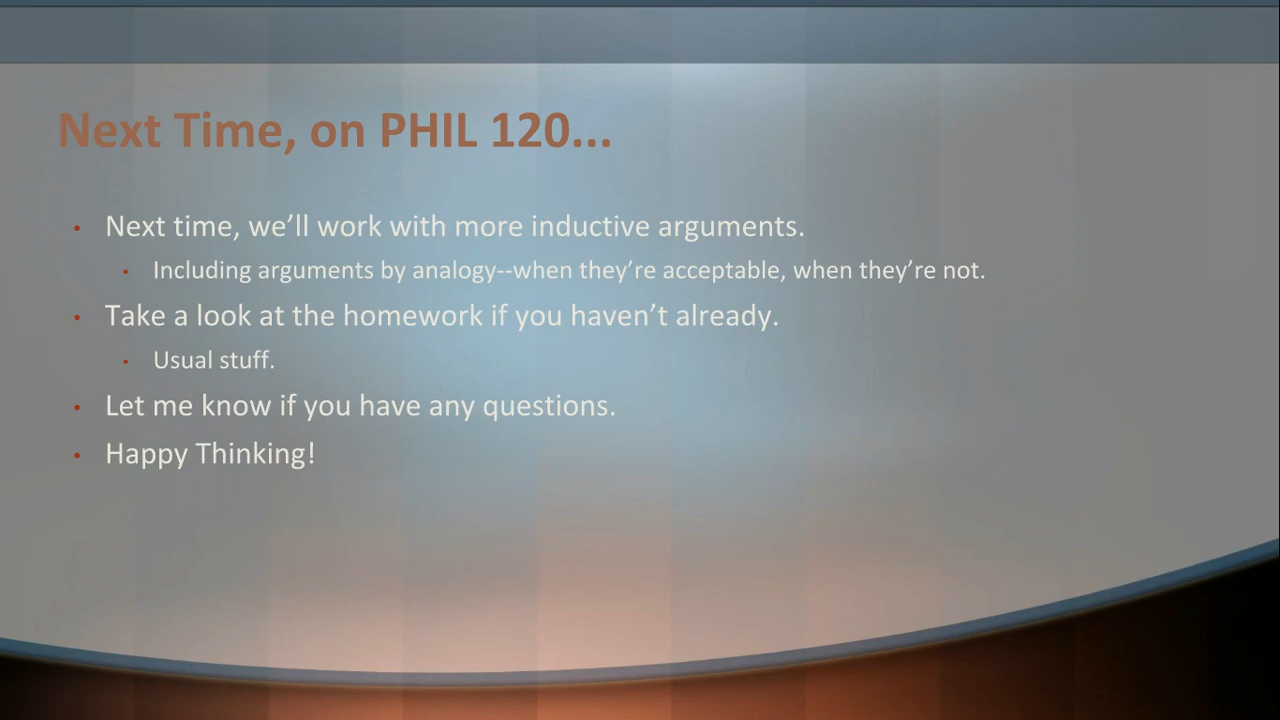 Next Time, on PHIL 120...
• Next time, we’ll work with more inductive arguments.
• Including arguments by analogy--when they’re acceptable, when they’re not.
• Take a look at the homework if you haven’t already.
• Usual stuff.
• Let me know if you have any questions.
• Happy Thinking!